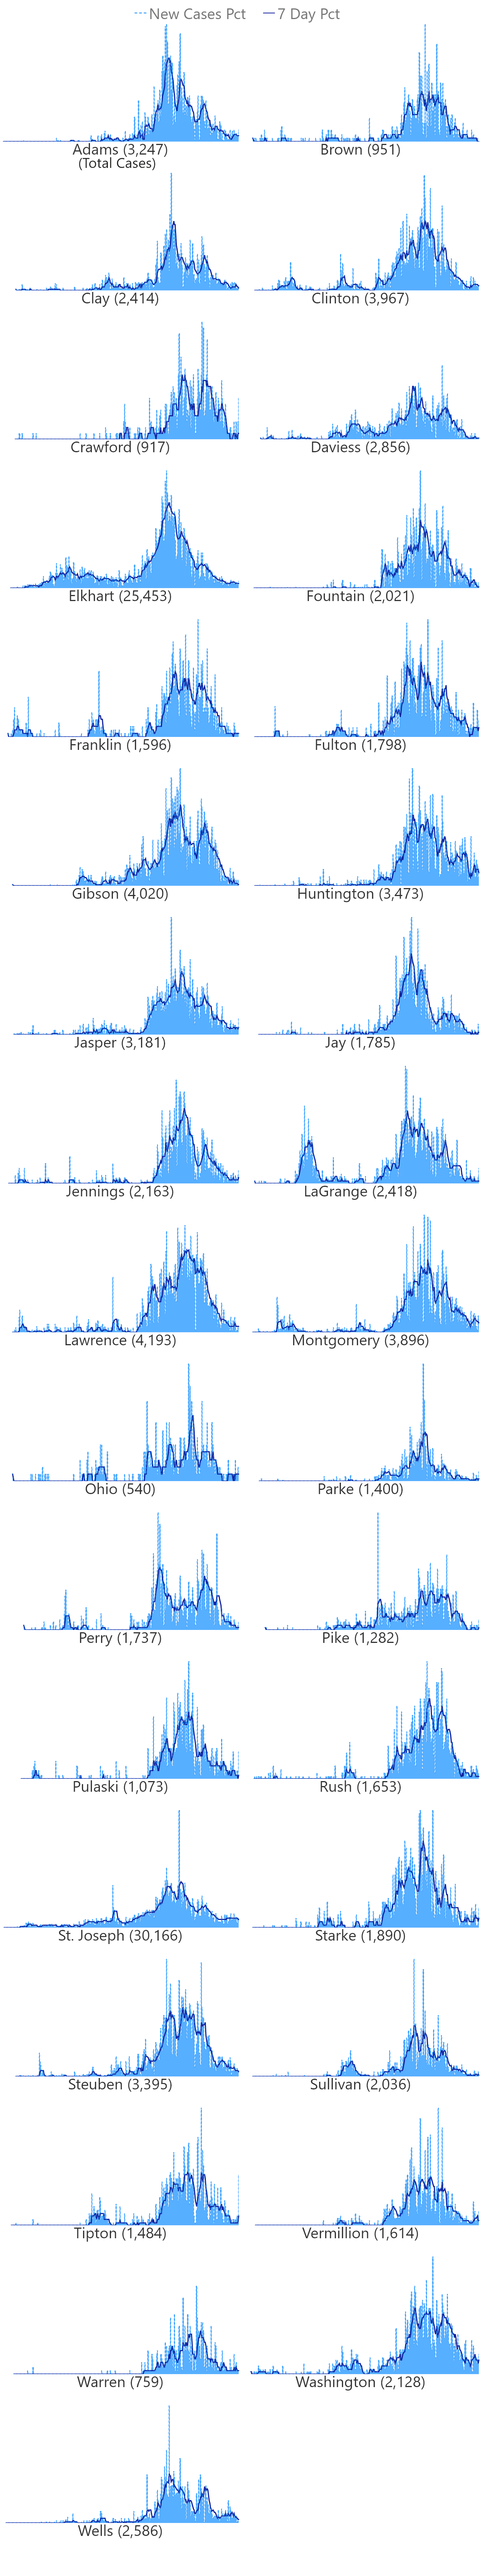 New Cases Pct 7 Day Pct
Adams (3,247) Brown (951)
(Total Cases)
Clay (2,414) Clinton (3,967)
Crawford (917) Daviess (2,856)
Elkhart (25,453) Fountain (2,021)
Franklin (1,596) Fulton (1,798)
Gibson (4,020) Huntington (3,473)
Jasper (3,181) Jay (1,785)
Jennings (2,163) LaGrange (2,418)
Lawrence (4,193) Montgomery (3,896)
Ohio (540) Parke (1,400)
Perry (1,737) Pike (1,282)
Pulaski (1,073) Rush (1,653)
St. Joseph (30,166) Starke (1,890)
Steuben (3,395) Sullivan (2,036)
Tipton (1,484) Vermillion (1,614)
Warren (759) Washington (2,128)
Wells (2,586)